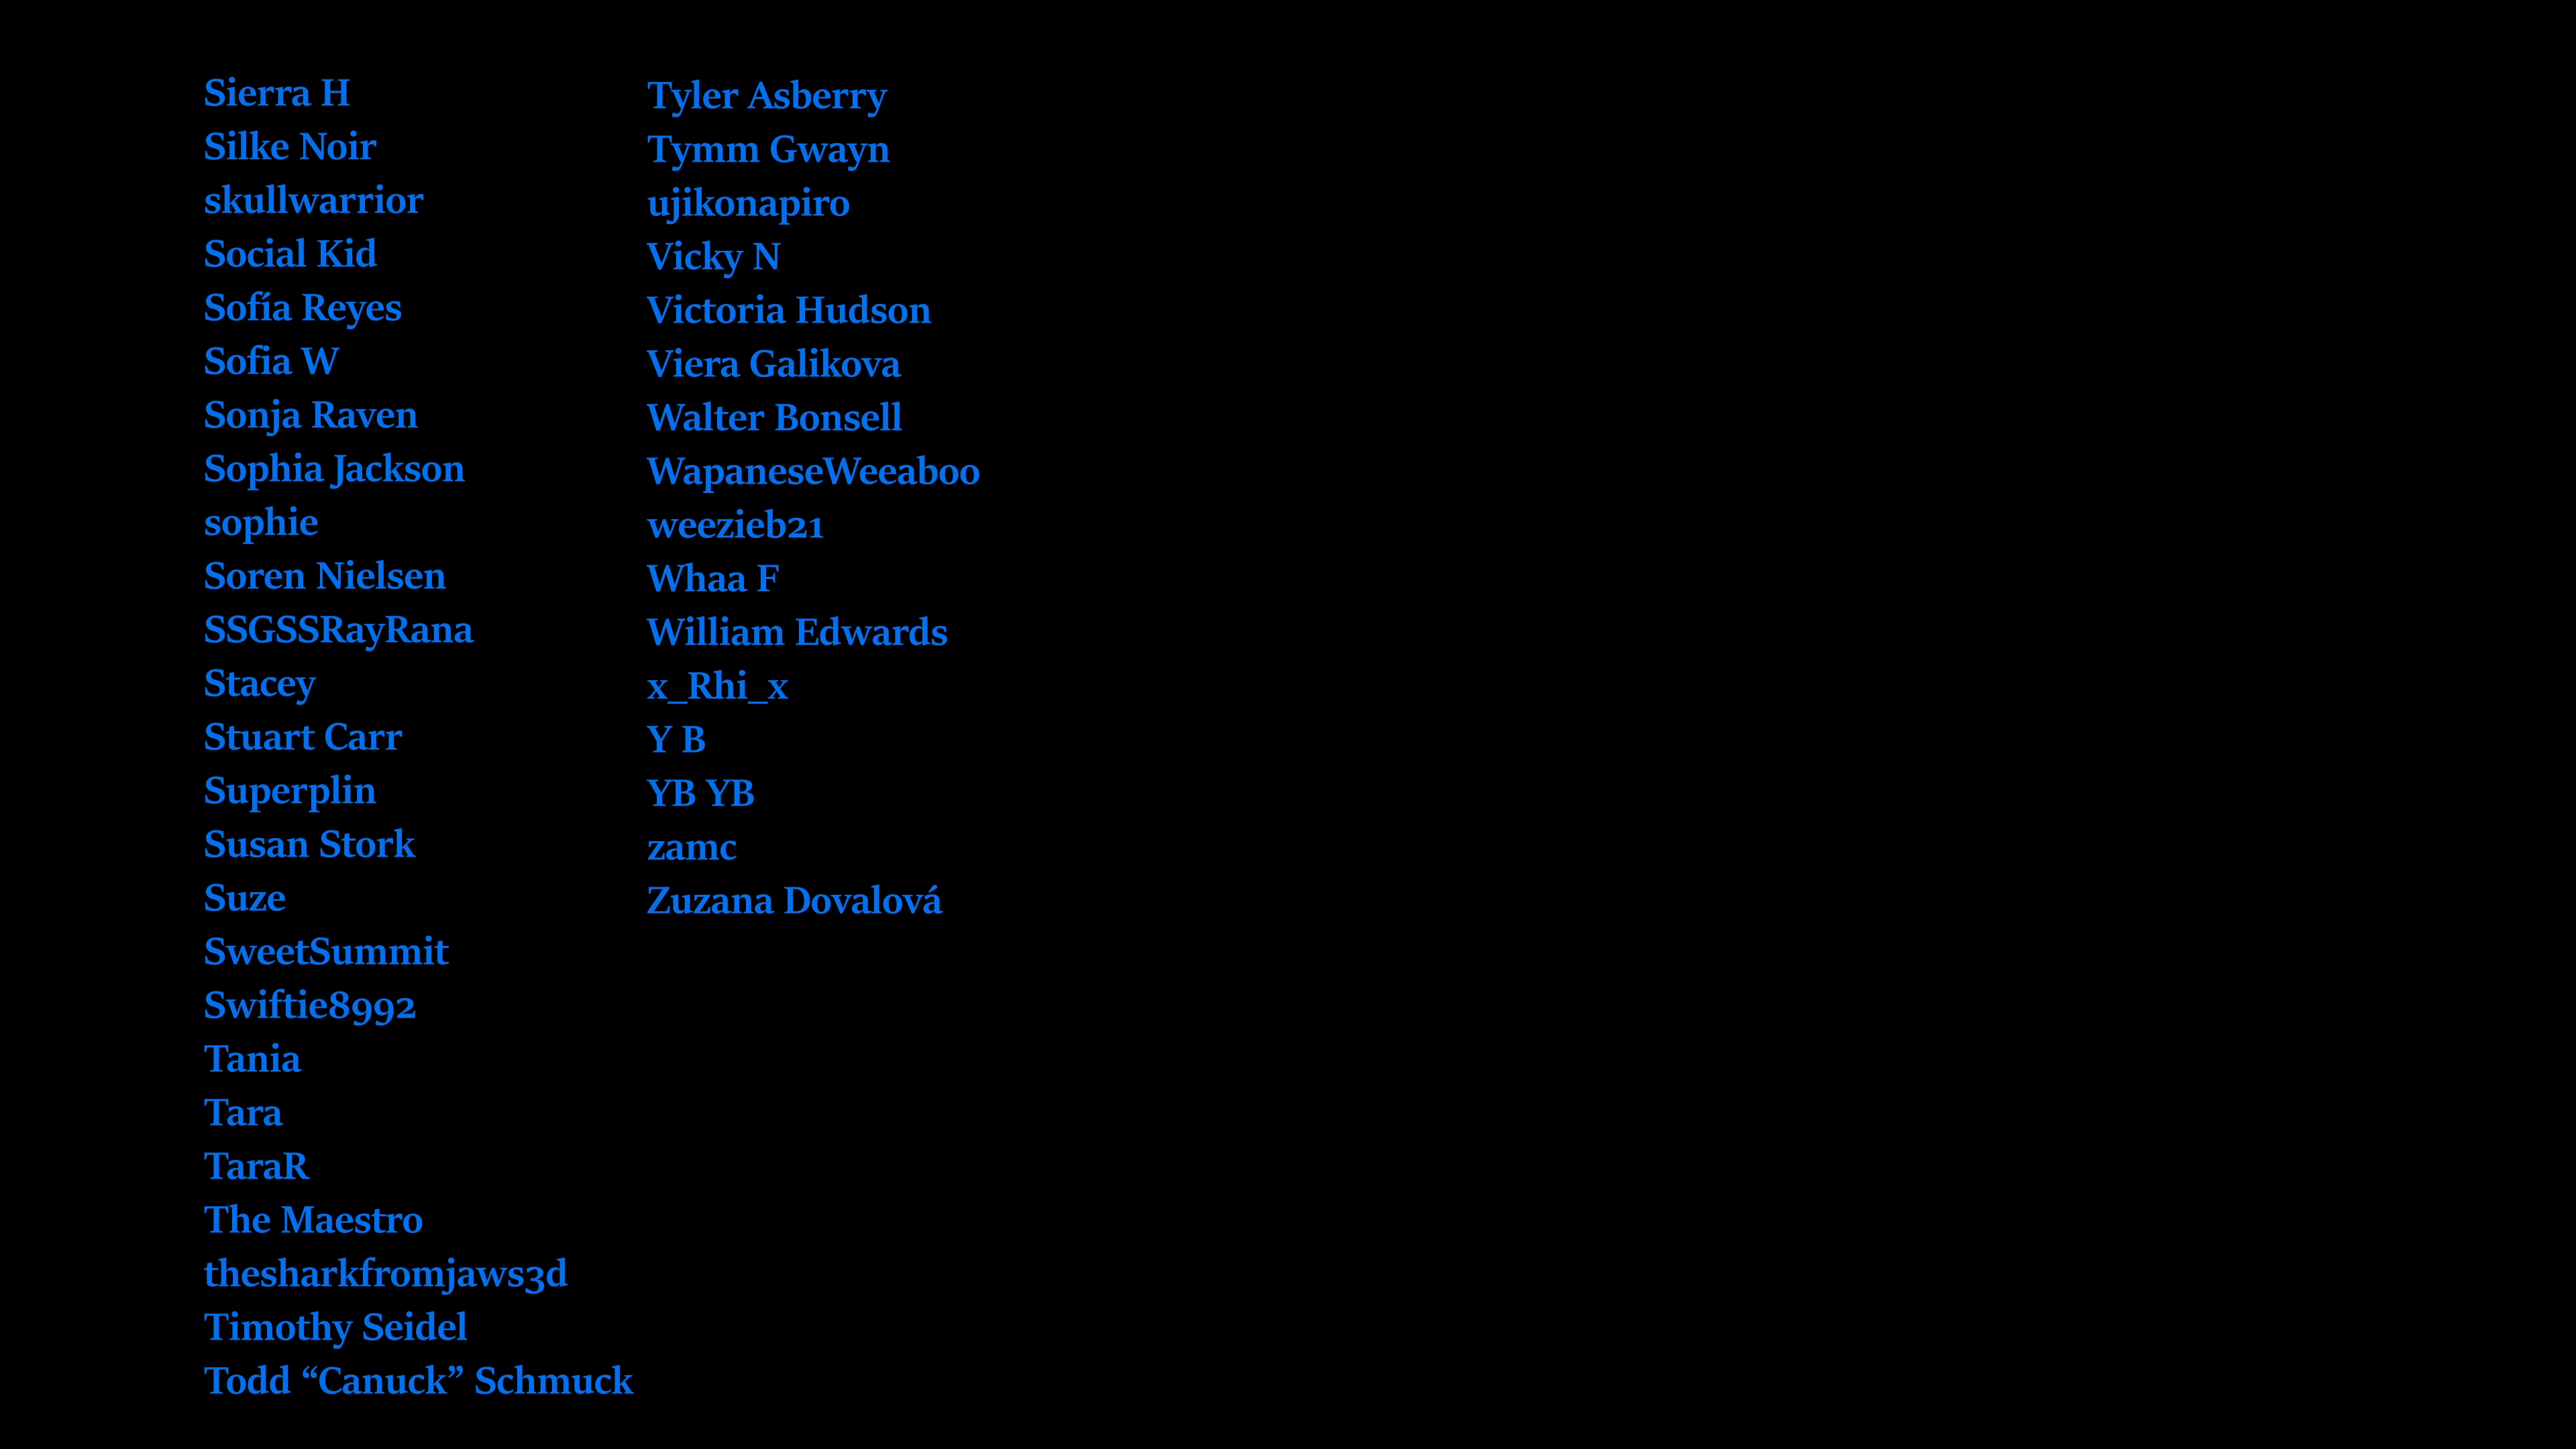 Sierra H
Silke Noir
skullwarrior
Social Kid
Sofía Reyes
Sofia W
Sonja Raven
Sophia Jackson
sophie
Soren Nielsen
SSGSSRayRana
Stacey
Stuart Carr
Superplin
Susan Stork
Suze
SweetSummit
Swiftie8992
Tania
Tara
TaraR
The Maestro
thesharkfromjaws3d
Timothy Seidel
Todd “Canuck” Schmuck
Tyler Asberry
Tymm Gwayn
ujikonapiro
Vicky N
Victoria Hudson
Viera Galikova
Walter Bonsell
WapaneseWeeaboo
weezieb21
Whaa F
William Edwards
x_Rhi_x
Y B
YB YB
zamc
Zuzana Dovalová